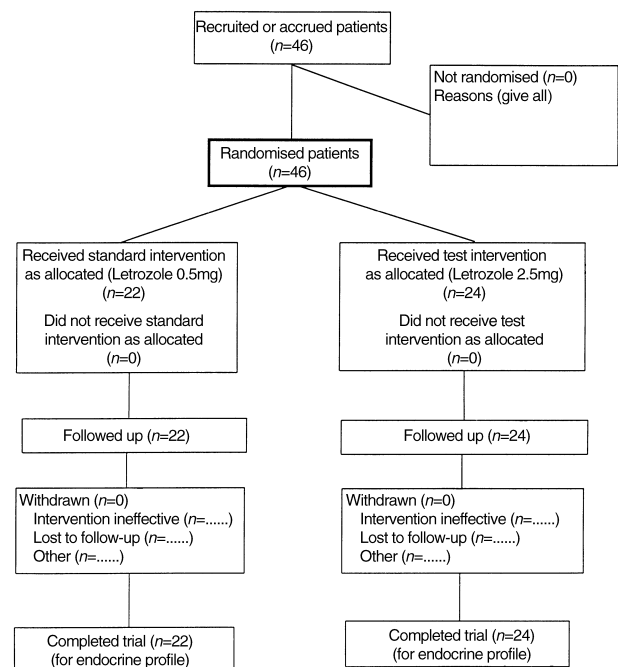 Recruited or accrued patients
(n=46)
Not randomised (n=0)
Reasons (give all)
Randomised patients
(n=46)
Received standard intervention
as allocated (Letrozole 0.5mg)
(n=22)
Did not receive standard
intervention as allocated
(n=0)
Received test intervention
as allocated (Letrozole 2.5mg)
(n=24)
Did not receive test
intervention as allocated
(n=0)
Followed up (n=22)
Followed up (n=24)
Withdrawn (n=0)
Intervention ineffective (n=......)
Lost to follow-up (n=......)
Other (n=......)
Withdrawn (n=0)
Intervention ineffective (n=......)
Lost to follow-up (n=......)
Other (n=......)
Completed trial (n=22)
(for endocrine profile)
Completed trial (n=24)
(for endocrine profile)